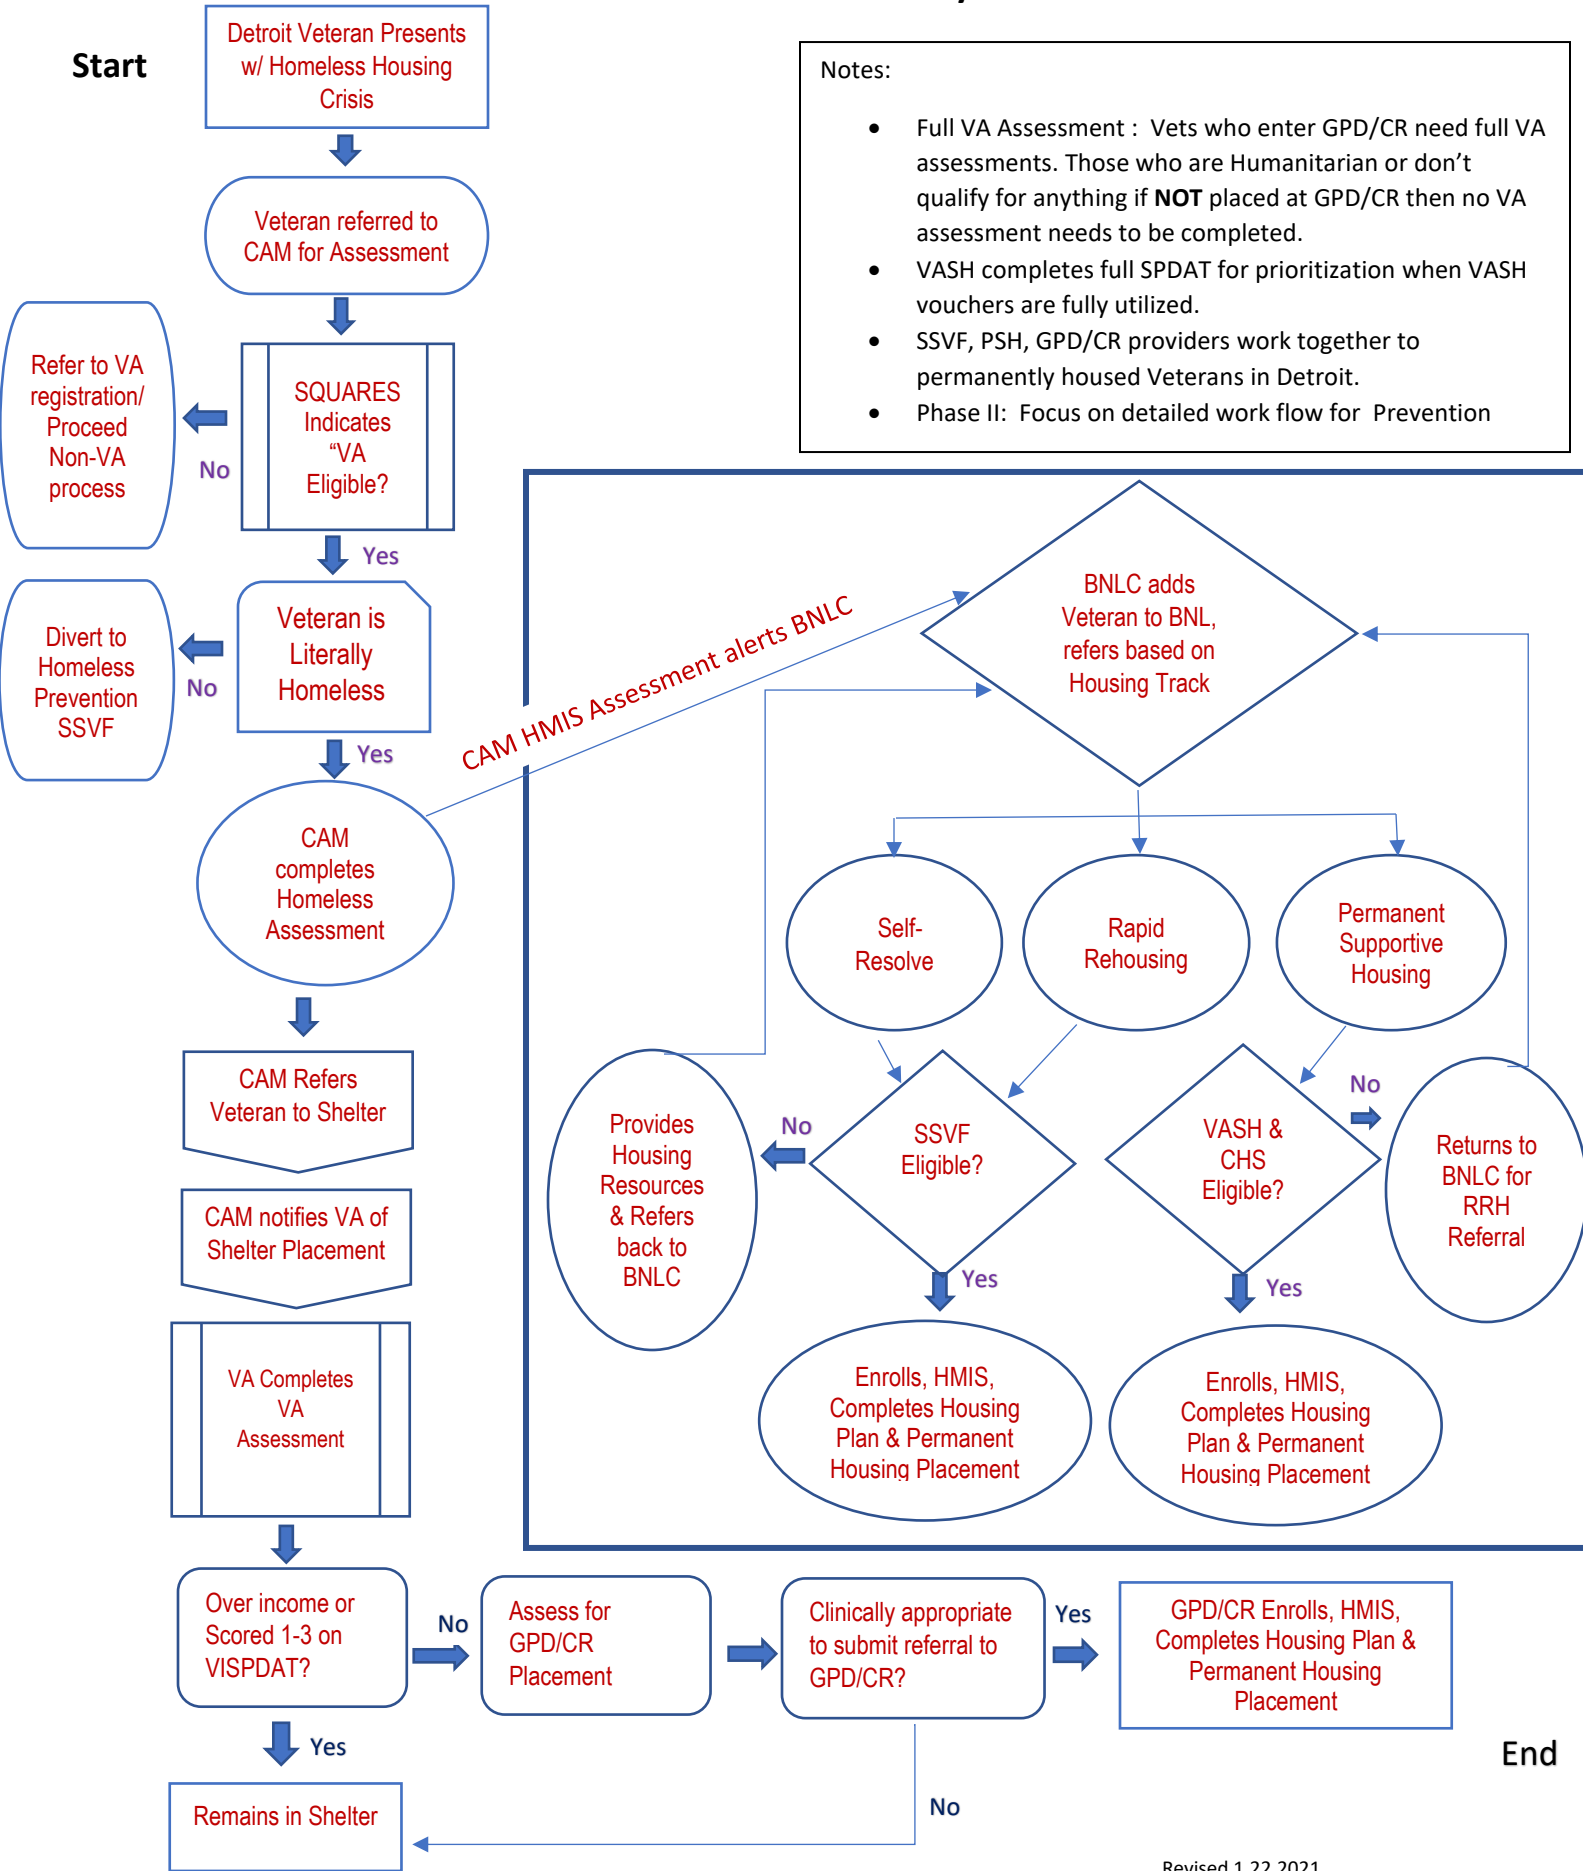 Start
Detroit Veteran Presents
w/ Homeless Housing
Crisis
Notes:
• Full VA Assessment : Vets who enter GPD/CR need full VA
assessments. Those who are Humanitarian or don't
qualify for anything if NOT placed at GPD/CR then no VA
assessment needs to be completed.
• VASH completes full SPDAT for prioritization when VASH
vouchers are fully utilized.
• SSVF, PSH, GPD/CR providers work together to
permanently housed Veterans in Detroit.
• Phase II: Focus on detailed work flow for Prevention
Veteran referred to
CAM for Assessment
SQUARES
Indicates
“VA
Eligible?
No
Refer to VA
registration/
Proceed
Non-VA
process
Yes
Veteran is
Literally
Homeless
No
Divert to
Homeless
Prevention
SSVF
Yes
CAM
completes
Homeless
Assessment
CAM HMIS Assessment alerts BNLC
BNLC adds
Veteran to BNL,
refers based on
Housing Track
Self-
Resolve
Rapid
Rehousing
Permanent
Supportive
Housing
SSVF
Eligible?
No
Provides
Housing
Resources
& Refers
back to
BNLC
VASH &
CHS
Eligible?
No
Returns to
BNLC for
RRH
Referral
Yes
Enrolls, HMIS,
Completes Housing
Plan & Permanent
Housing Placement
Yes
Enrolls, HMIS,
Completes Housing
Plan & Permanent
Housing Placement
CAM Refers
Veteran to Shelter
CAM notifies VA of
Shelter Placement
VA Completes
VA
Assessment
Over income or
Scored 1-3 on
VISPDAT?
No
Assess for
GPD/CR
Placement
Clinically appropriate
to submit referral to
GPD/CR?
Yes
GPD/CR Enrolls, HMIS,
Completes Housing Plan &
Permanent Housing
Placement
Yes
Remains in Shelter
No
End
Revised 1.22.2021